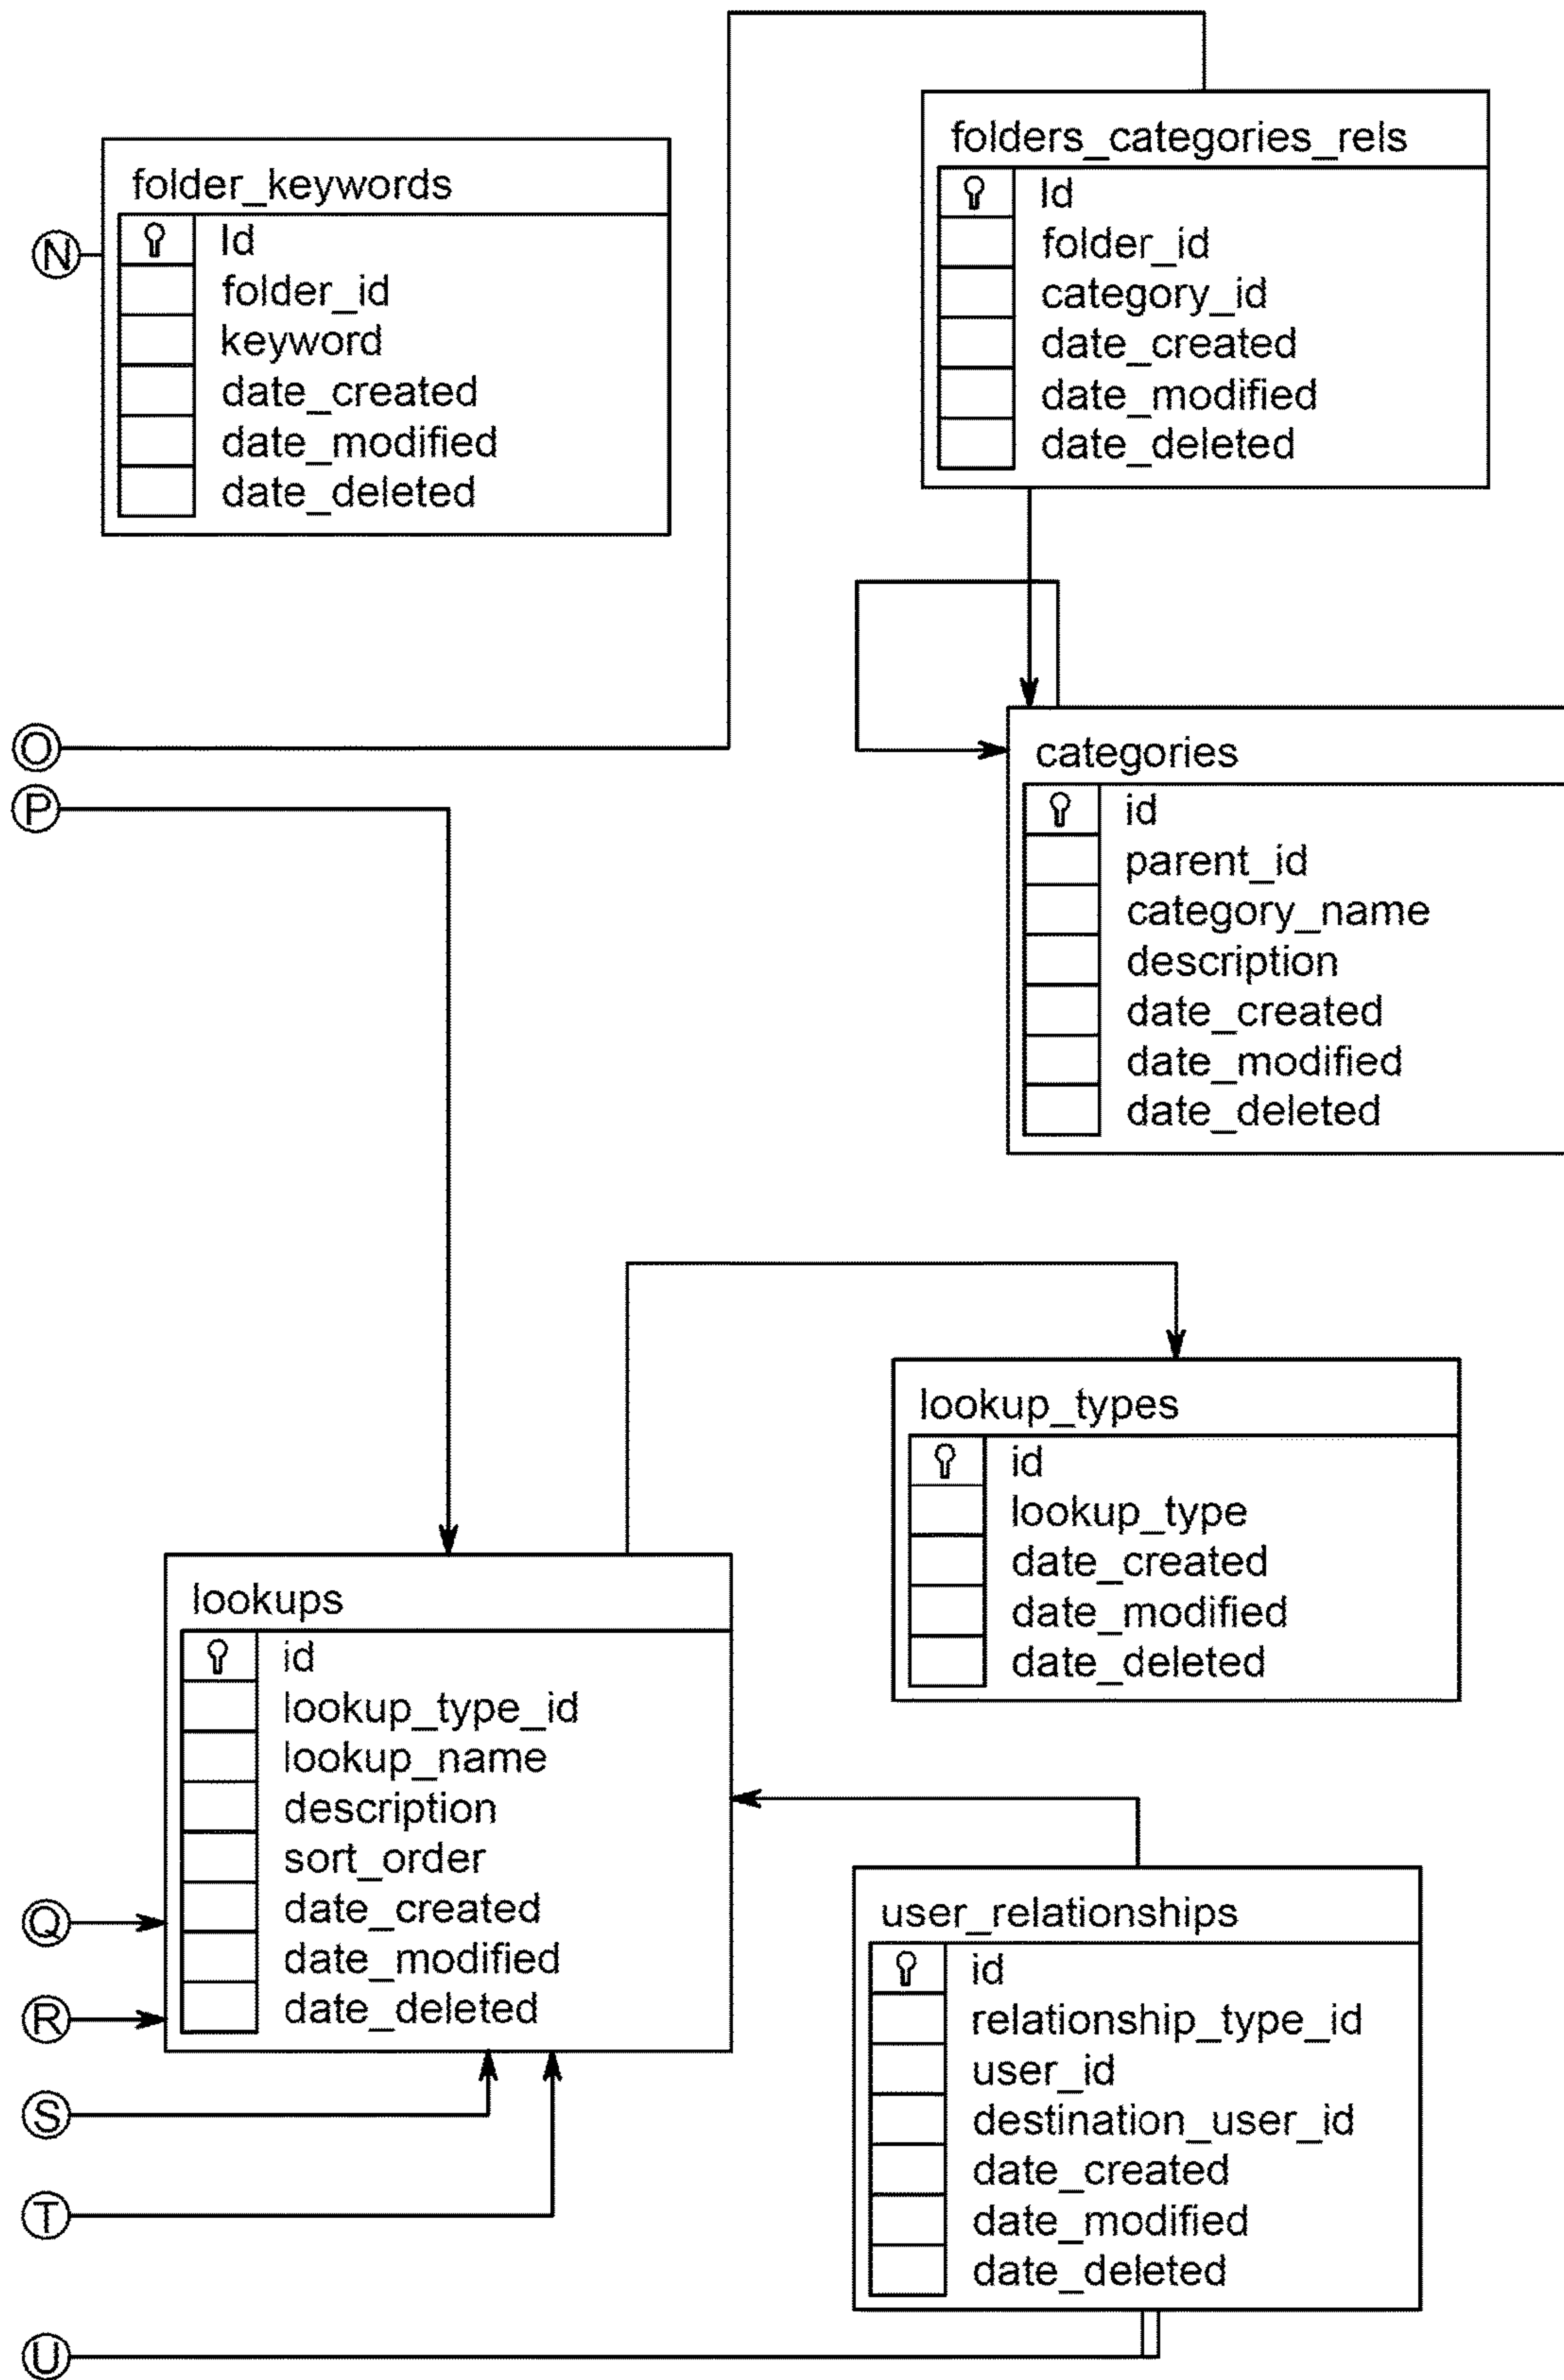 folder_keywords
Id
folder_id
keyword
date_created
date_modified
date_deleted
N
folders_categories_rels
Id
folder_id
category_id
date_created
date_modified
date_deleted
O
P
categories
id
parent_id
category_name
description
date_created
date_modified
date_deleted
lookup_types
id
lookup_type
date_created
date_modified
date_deleted
lookups
id
lookup_type_id
lookup_name
description
sort_order
date_created
date_modified
date_deleted
Q
R
S
T
U
user_relationships
id
relationship_type_id
user_id
destination_user_id
date_created
date_modified
date_deleted